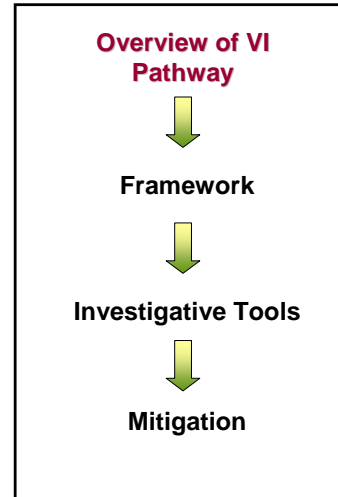 Overview of VI
Pathway
Framework
Investigative Tools
Mitigation